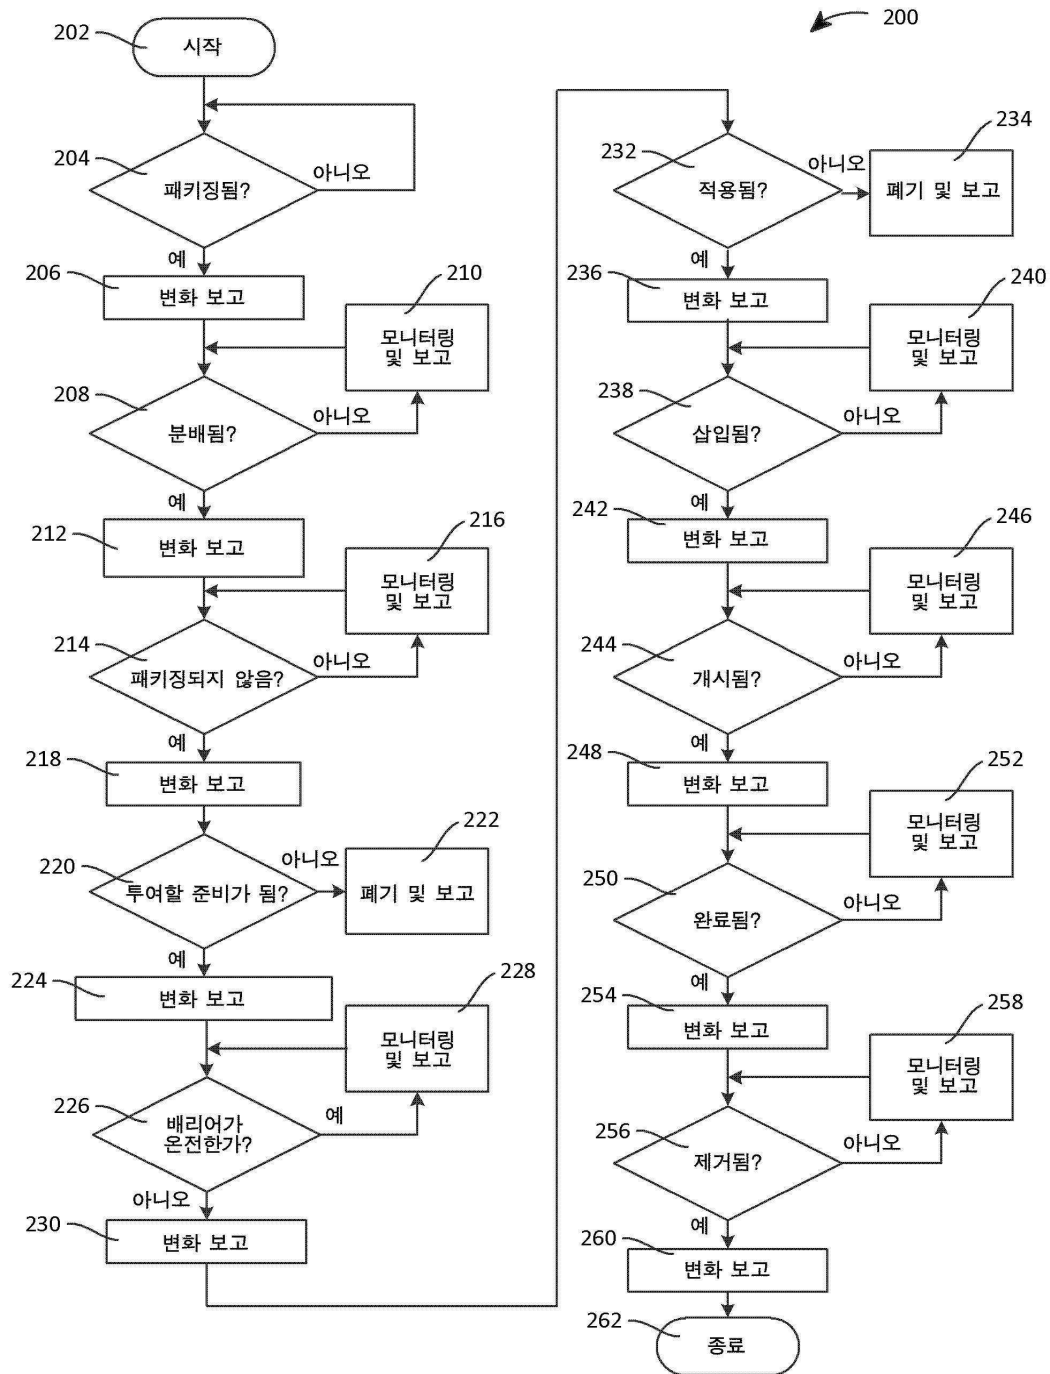 200
202
시작
204
패키징됨?
아니오
예
206
변화 보고
210
모니터링
및 보고
208
분배됨?
아니오
예
212
변화 보고
216
모니터링
및 보고
214
패키징되지 않음?
아니오
예
218
변화 보고
222
220
투여할 준비가 됨?
아니오
폐기 및 보고
예
224
변화 보고
228
모니터링
및 보고
226
배리어가
온전한가?
예
아니오
230
변화 보고
234
232
적용됨?
아니오
폐기 및 보고
예
236
변화 보고
240
모니터링
및 보고
238
삽입됨?
아니오
예
242
변화 보고
246
모니터링
및 보고
244
개시됨?
아니오
예
248
변화 보고
252
모니터링
및 보고
250
완료됨?
아니오
예
254
변화 보고
258
모니터링
및 보고
256
제거됨?
아니오
예
260
변화 보고
262
종료